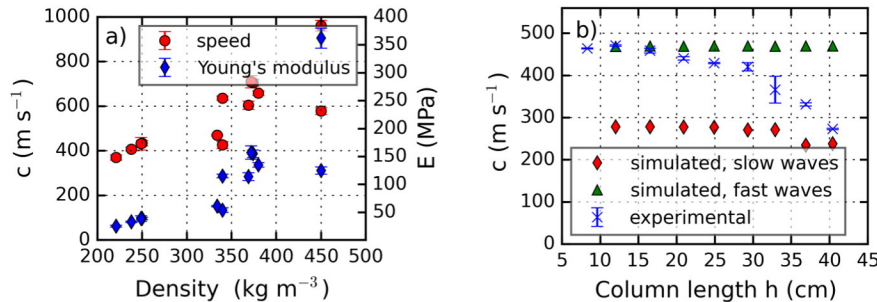 a)
speed
Young's modulus
1000
800
600
400
200
0
c (m s⁻¹)
400
350
300
250
200
150
100
50
E (MPa)
200 250 300 350 400 450 500
Density (kg m⁻³)
b)
500
400
300
200
100
0
c (m s⁻¹)
simulated, slow waves
simulated, fast waves
experimental
5 10 15 20 25 30 35 40 45
Column length h (cm)